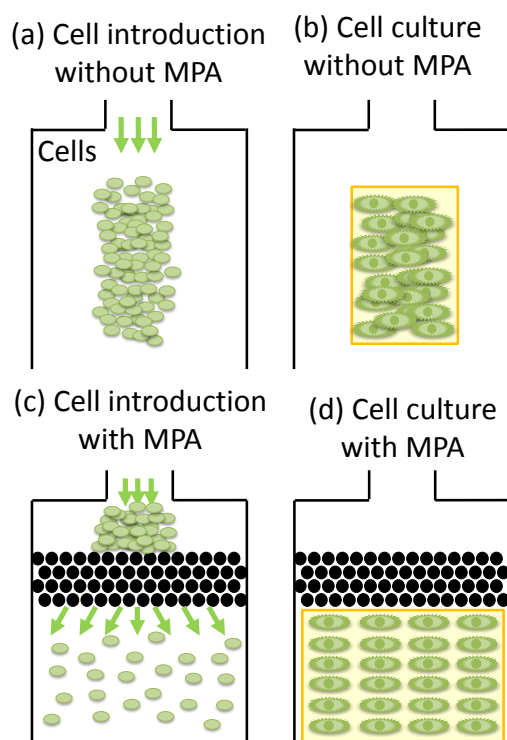 (a) Cell introduction
without MPA
(b) Cell culture
without MPA
Cells
(c) Cell introduction
with MPA
(d) Cell culture
with MPA